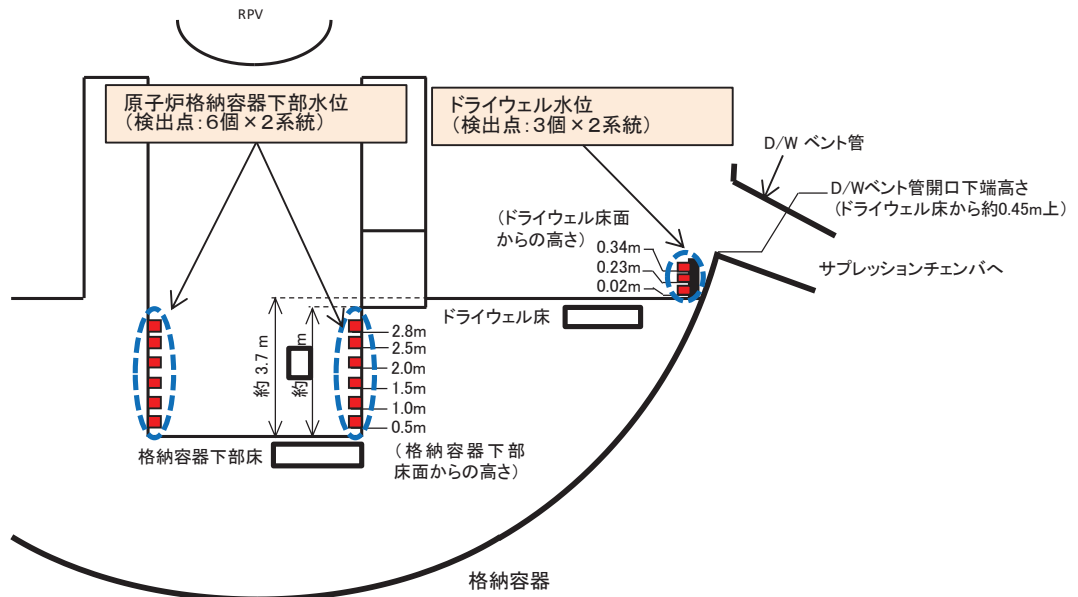 RPV
原子炉格納容器下部水位
(検出点:6個×2系統)
ドライウェル水位
(検出点:3個×2系統)
D/W ベント管
D/Wベント管開口下端高さ
(ドライウェル床から約0.45m上)
(ドライウェル床面
からの高さ)
0.34m
0.23m
0.02m
サプレッションチェンバへ
ドライウェル床
約 3.7 m
約 m
2.8m
2.5m
2.0m
1.5m
1.0m
0.5m
格納容器下部床
(格納容器下部
床面からの高さ)
格納容器